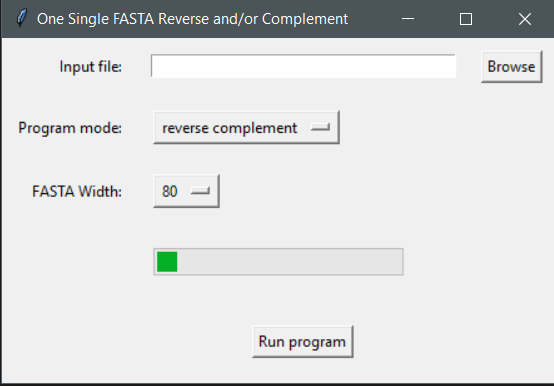 One Single FASTA Reverse and/or Complement
Input file:
Browse
Program mode:
reverse complement
FASTA Width:
80
Run program